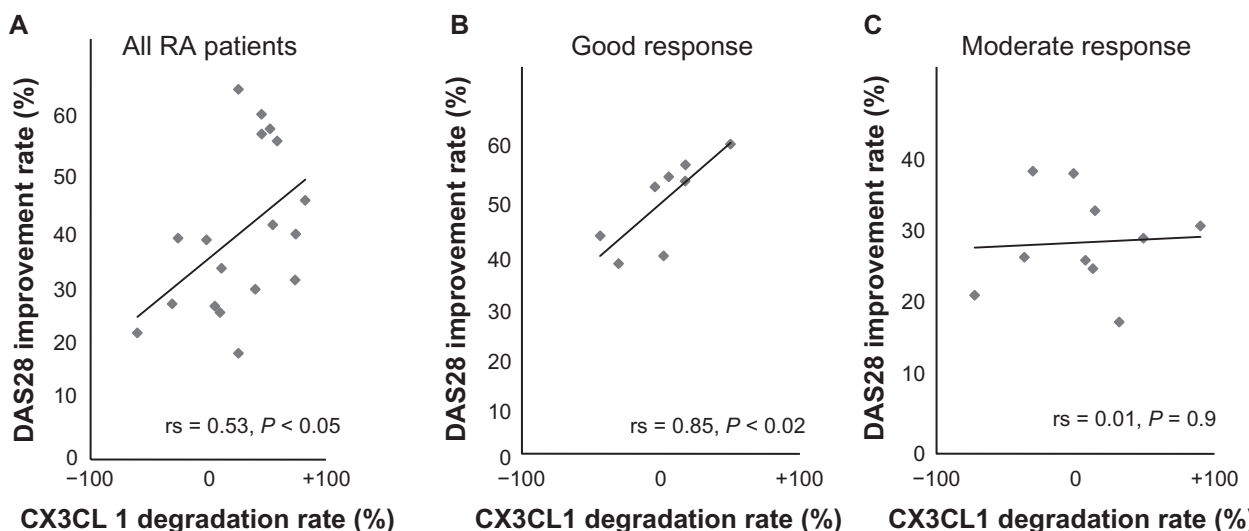 A
All RA patients
DAS28 improvement rate (%)
60
50
40
30
20
10
0
−100
0
+100
rs = 0.53, P < 0.05
CX3CL 1 degradation rate (%)
B
Good response
DAS28 improvement rate (%)
60
50
40
30
20
10
0
−100
0
+100
rs = 0.85, P < 0.02
CX3CL1 degradation rate (%)
C
Moderate response
DAS28 improvement rate (%)
40
30
20
10
0
−100
0
+100
rs = 0.01, P = 0.9
CX3CL1 degradation rate (%)